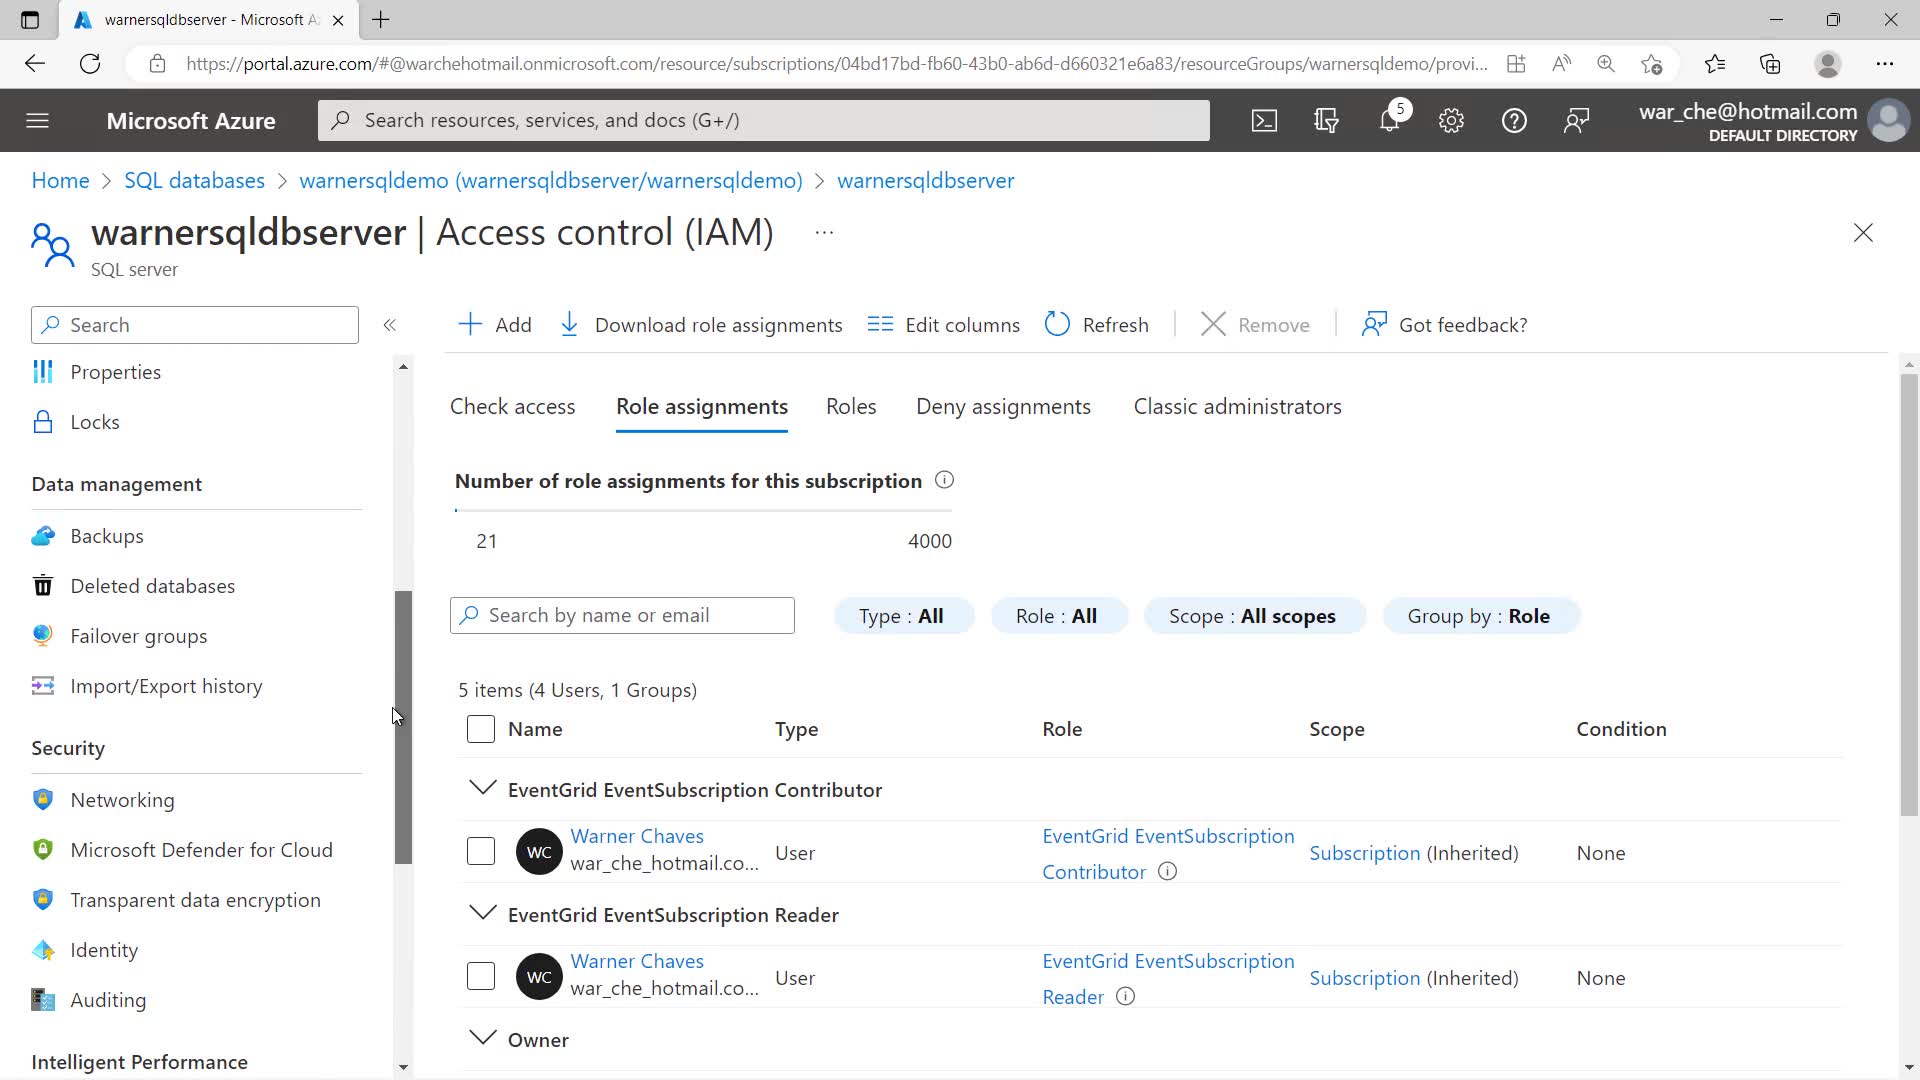 warnersqldbserver - Microsoft A
https://portal.azure.com/#@warchehotmail.onmicrosoft.com/resource/subscriptions/04bd17bd-fb60-43b0-ab6d-d660321e6a83/resourceGroups/warnersqldemo/provi...
Microsoft Azure
Search resources, services, and docs (G+/)
5
war_che@hotmail.com
DEFAULT DIRECTORY
Home > SQL databases > warnersqldemo (warnersqldbserver/warnersqldemo) > warnersqldbserver
warnersqldbserver | Access control (IAM) ...
SQL server
Search
Properties
Locks
Data management
Backups
Deleted databases
Failover groups
Import/Export history
Security
Networking
Microsoft Defender for Cloud
Transparent data encryption
Identity
Auditing
Intelligent Performance
Add Download role assignments Edit columns Refresh Remove Got feedback?
Check access Role assignments Roles Deny assignments Classic administrators
Number of role assignments for this subscription
21 4000
Search by name or email Type : All Role : All Scope : All scopes Group by : Role
5 items (4 Users, 1 Groups)
Name Type Role Scope Condition
EventGrid EventSubscription Contributor
WC Warner Chaves
war_che_hotmail.co... User EventGrid EventSubscription
Contributor Subscription (Inherited) None
EventGrid EventSubscription Reader
WC Warner Chaves
war_che_hotmail.co... User EventGrid EventSubscription
Reader Subscription (Inherited) None
Owner